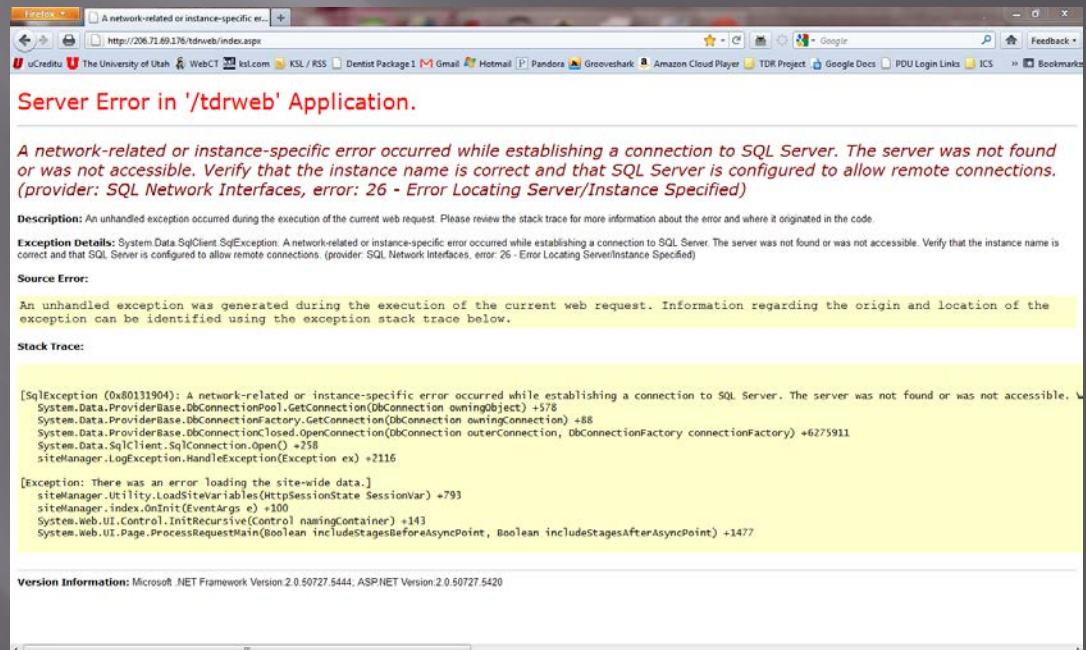 Firefox
A network-related or instance-specific er...
http://206.71.69.176/tdrweb/index.aspx
Google
Feedback
uCreditu The University of Utah WebCT ksl.com KSL / RSS Dentist Package 1 Gmail Hotmail Pandora Grooveshark Amazon Cloud Player TDR Project Google Docs PDU Login Links ICS » Bookmarks
Server Error in '/tdrweb' Application.
A network-related or instance-specific error occurred while establishing a connection to SQL Server. The server was not found
or was not accessible. Verify that the instance name is correct and that SQL Server is configured to allow remote connections.
(provider: SQL Network Interfaces, error: 26 - Error Locating Server/Instance Specified)
Description: An unhandled exception occurred during the execution of the current web request. Please review the stack trace for more information about the error and where it originated in the code.
Exception Details: System.Data.SqlClient.SqlException: A network-related or instance-specific error occurred while establishing a connection to SQL Server. The server was not found or was not accessible. Verify that the instance name is
correct and that SQL Server is configured to allow remote connections. (provider: SQL Network Interfaces, error: 26 - Error Locating Server/Instance Specified)
Source Error:
An unhandled exception was generated during the execution of the current web request. Information regarding the origin and location of the
exception can be identified using the exception stack trace below.
Stack Trace:
[SqlException (0x80131904): A network-related or instance-specific error occurred while establishing a connection to SQL Server. The server was not found or was not accessible.
System.Data.ProviderBase.DbConnectionPool.GetConnection(DbConnection owningObject) +578
System.Data.ProviderBase.DbConnectionFactory.GetConnection(DbConnection owningConnection) +88
System.Data.ProviderBase.DbConnectionClosed.OpenConnection(DbConnection outerConnection, DbConnectionFactory connectionFactory) +6275911
System.Data.SqlClient.SqlConnection.Open() +258
siteManager.LogException.HandleException(Exception ex) +2116
[Exception: There was an error loading the site-wide data.]
siteManager.Utility.LoadSiteVariables(HttpSessionState SessionVar) +793
siteManager.index.OnInit(EventArgs e) +100
System.Web.UI.Control.InitRecursive(Control namingContainer) +143
System.Web.UI.Page.ProcessRequestMain(Boolean includeStagesBeforeAsyncPoint, Boolean includeStagesAfterAsyncPoint) +1477
Version Information: Microsoft .NET Framework Version:2.0.50727.5444; ASP.NET Version:2.0.50727.5420